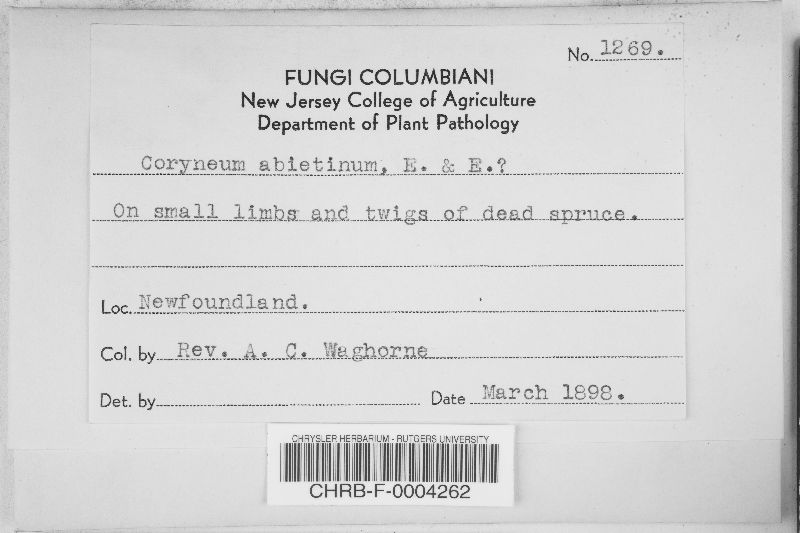 No. 1269.
FUNGI COLUMBIANI
New Jersey College of Agriculture
Department of Plant Pathology
Coryneum abietinum, E. & E.?
On small limbs and twigs of dead spruce.
Loc. Newfoundland.
Col. by Rev. A. C. Waghorne
Det. by Date March 1898.
CHRYSLER HERBARIUM - RUTGERS UNIVERSITY
CHRB-F-0004262